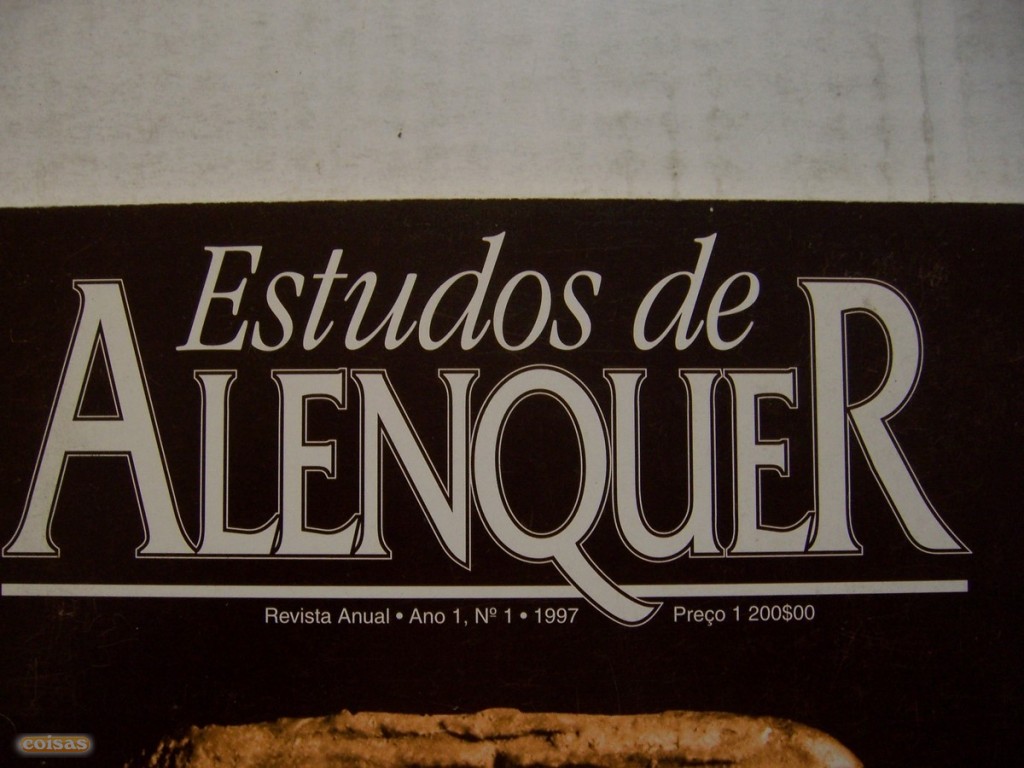 Estudos de
ALENQUER
Revista Anual • Ano 1, Nº 1 • 1997 Preço 1 200$00
coisas